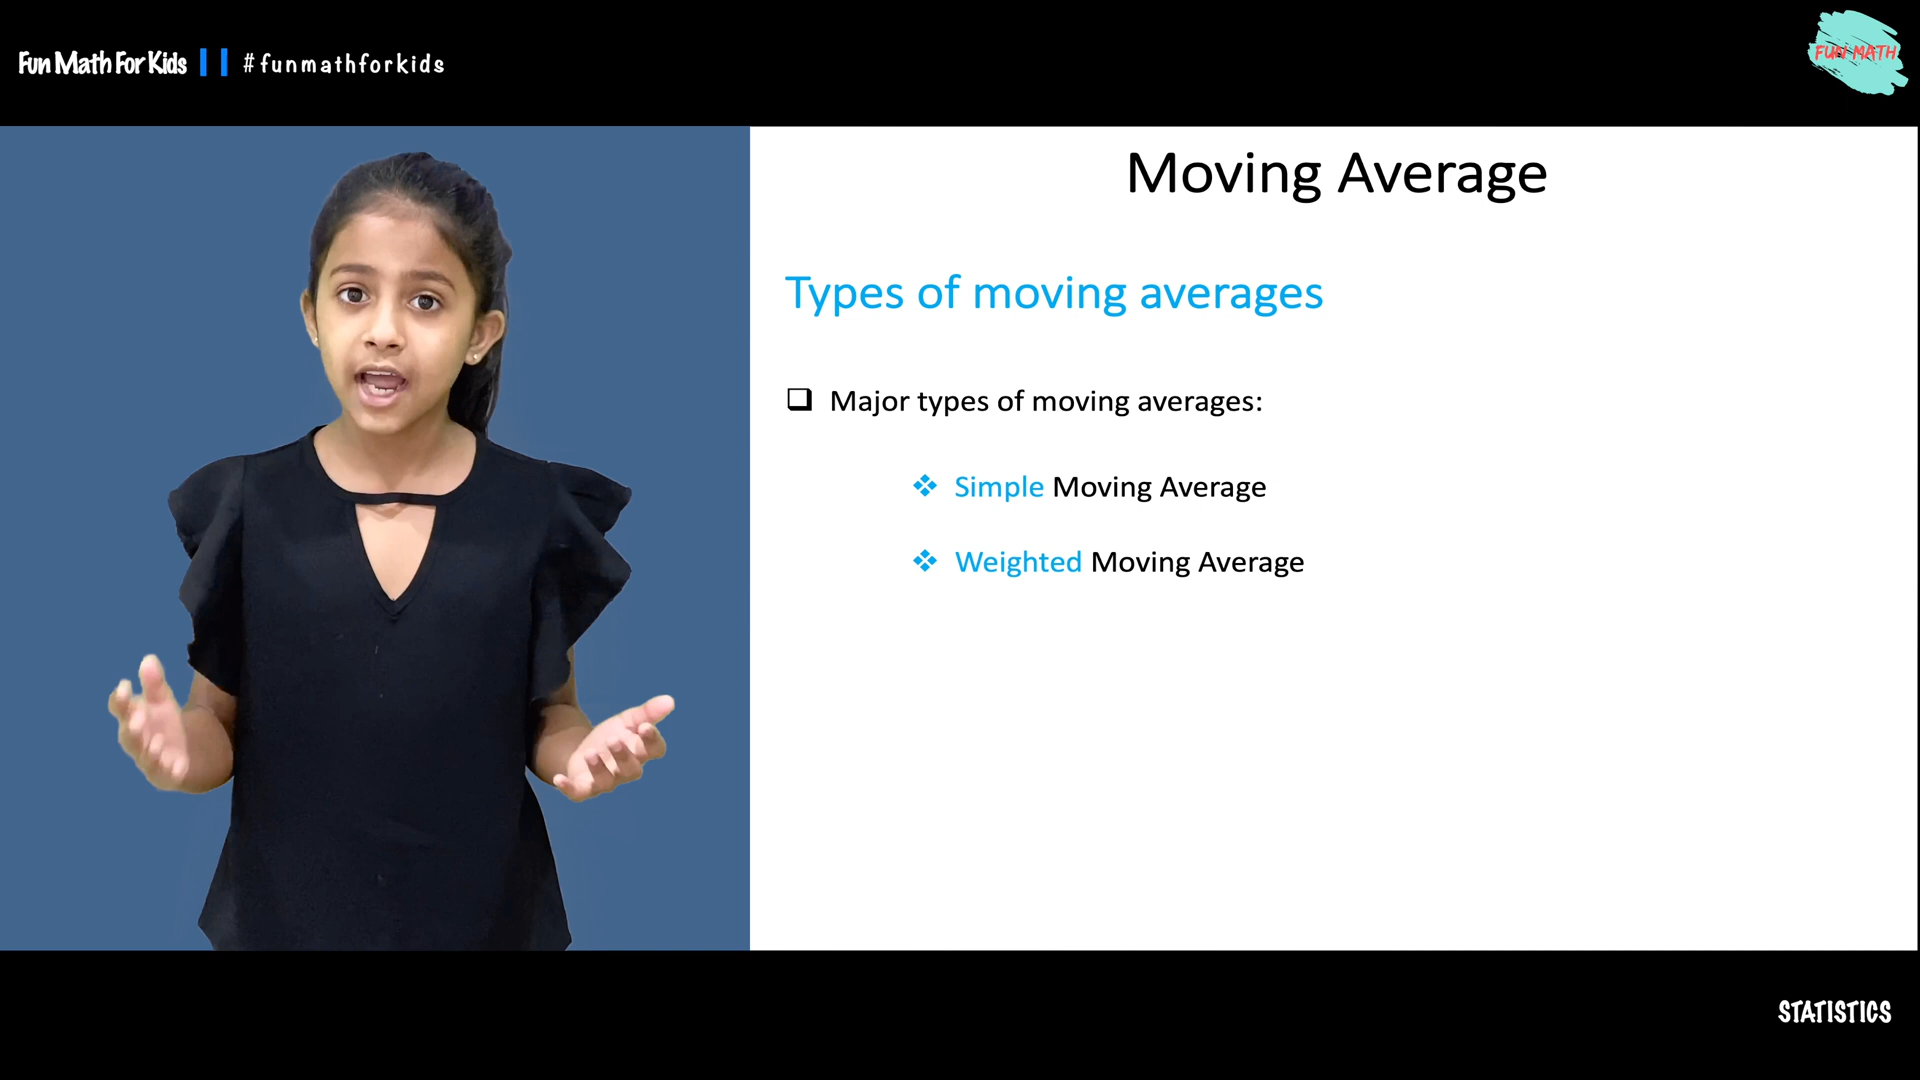 Fun Math For Kids || #funmathforkids
FUN MATH
Moving Average
Types of moving averages
Major types of moving averages:
Simple Moving Average
Weighted Moving Average
STATISTICS